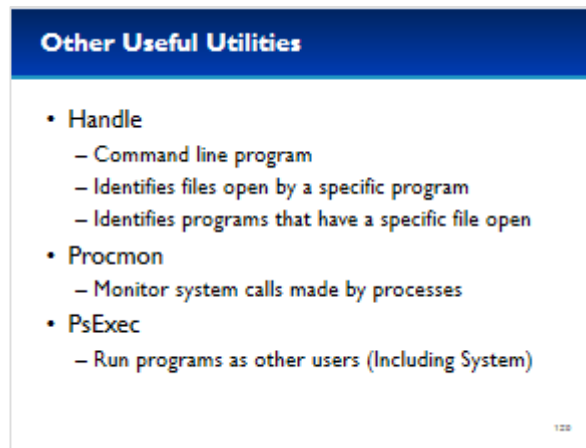 Other Useful Utilities
• Handle
– Command line program
– Identifies files open by a specific program
– Identifies programs that have a specific file open
• Procmon
– Monitor system calls made by processes
• PsExec
– Run programs as other users (Including System)